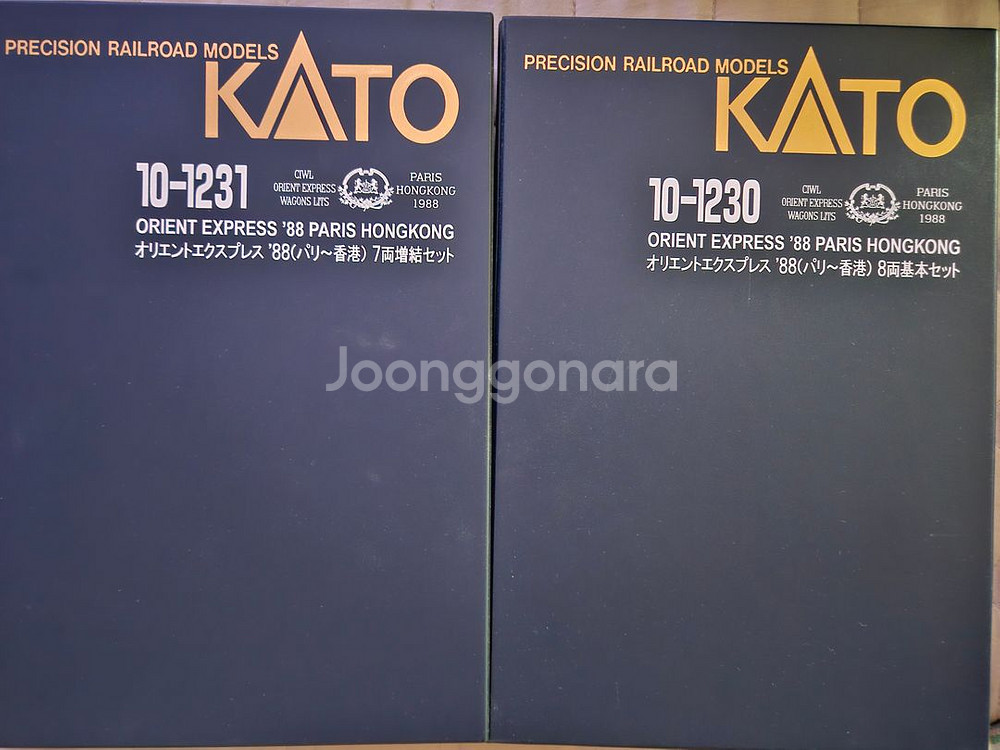 PRECISION RAILROAD MODELS
KATO
10-1231
CIWL
ORIENT EXPRESS
WAGONS LITS
PARIS
HONGKONG
1988
ORIENT EXPRESS '88 PARIS HONGKONG
オリエントエクスプレス '88(パリ〜香港) 7両増結セット
PRECISION RAILROAD MODELS
KATO
10-1230
CIWL
ORIENT EXPRESS
WAGONS LITS
PARIS
HONGKONG
1988
ORIENT EXPRESS '88 PARIS HONGKONG
オリエントエクスプレス '88(パリ〜香港) 8両基本セット
Joonggonara